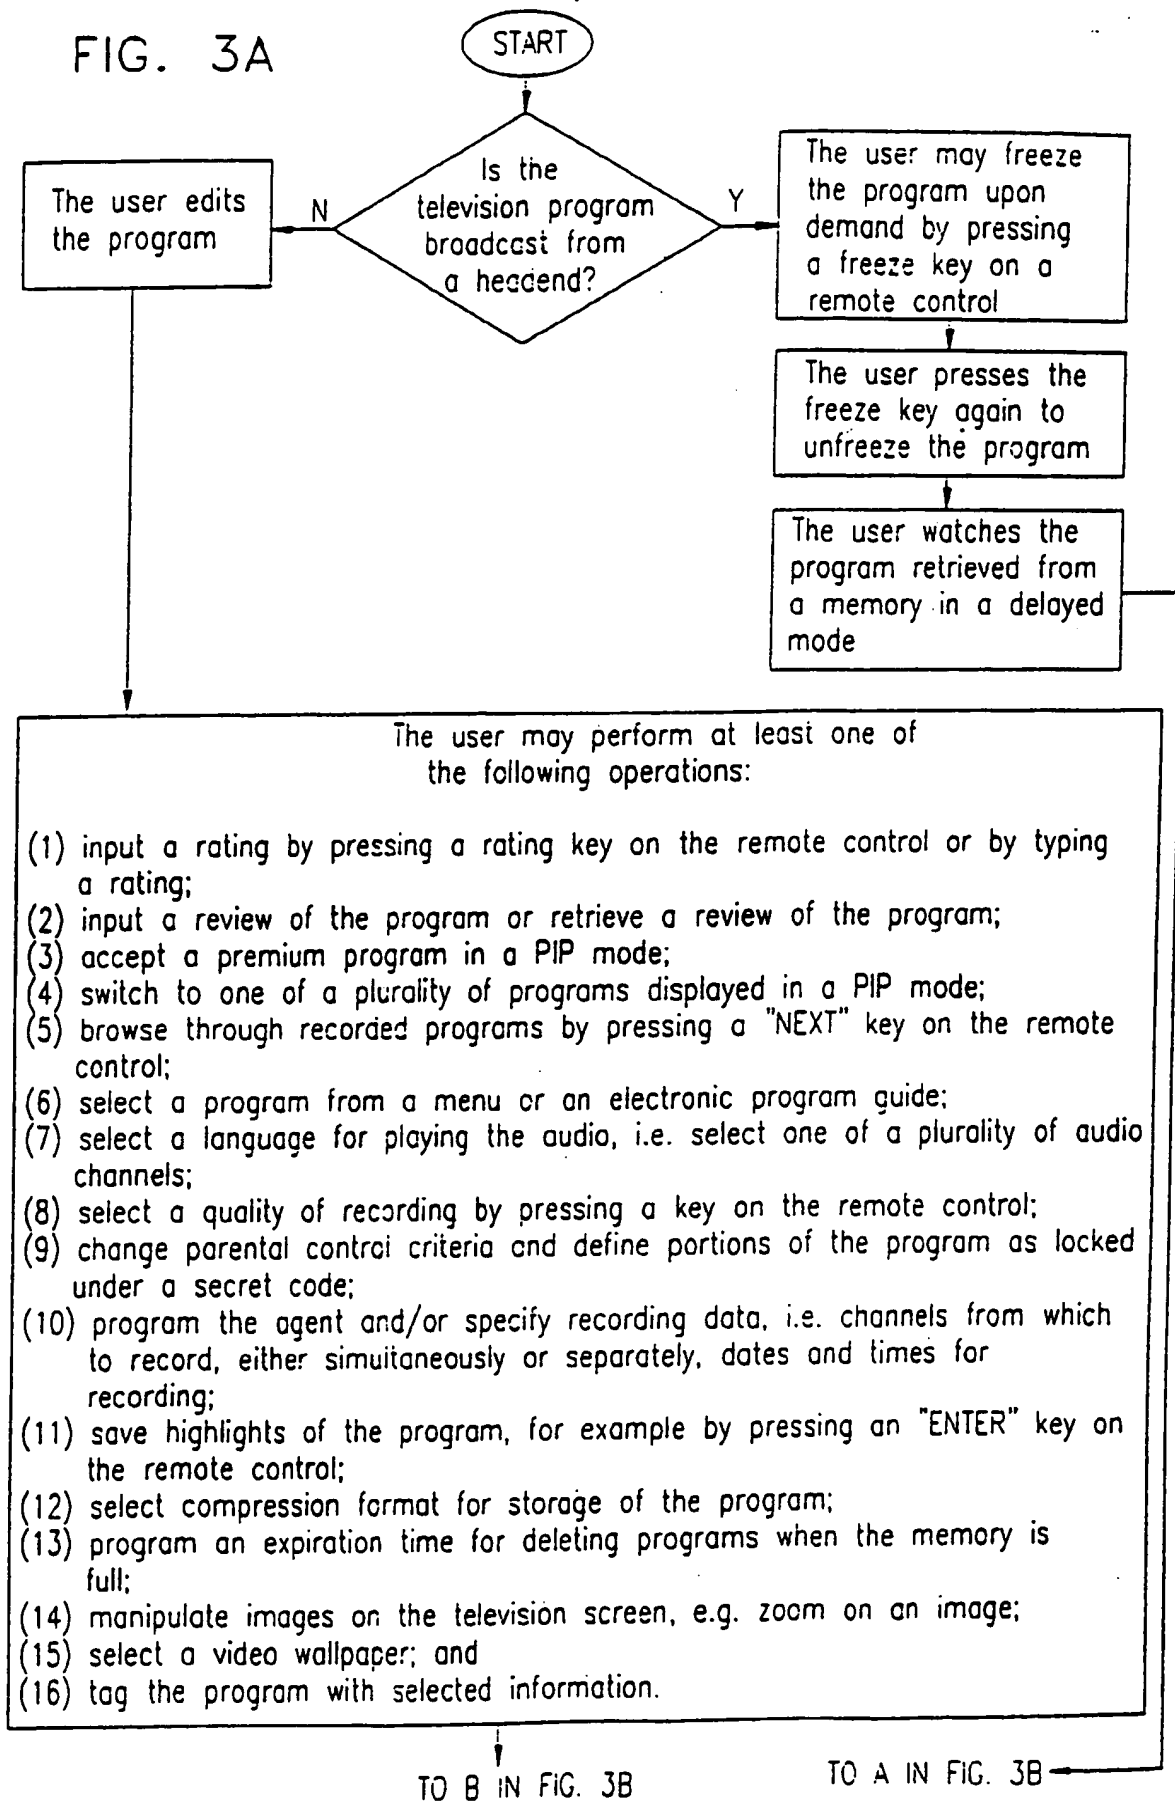 FIG. 3A
START
Is the
television program
broadcast from
a headend?
N
Y
The user edits
the program
The user may freeze
the program upon
demand by pressing
a freeze key on a
remote control
The user presses the
freeze key again to
unfreeze the program
The user watches the
program retrieved from
a memory in a delayed
mode
The user may perform at least one of
the following operations:
(1) input a rating by pressing a rating key on the remote control or by typing
a rating;
(2) input a review of the program or retrieve a review of the program;
(3) accept a premium program in a PIP mode;
(4) switch to one of a plurality of programs displayed in a PIP mode;
(5) browse through recorded programs by pressing a "NEXT" key on the remote
control;
(6) select a program from a menu or an electronic program guide;
(7) select a language for playing the audio, i.e. select one of a plurality of audio
channels;
(8) select a quality of recording by pressing a key on the remote control;
(9) change parental control criteria and define portions of the program as locked
under a secret code;
(10) program the agent and/or specify recording data, i.e. channels from which
to record, either simultaneously or separately, dates and times for
recording;
(11) save highlights of the program, for example by pressing an "ENTER" key on
the remote control;
(12) select compression format for storage of the program;
(13) program an expiration time for deleting programs when the memory is
full;
(14) manipulate images on the television screen, e.g. zoom on an image;
(15) select a video wallpaper; and
(16) tag the program with selected information.
TO B IN FIG. 3B
TO A IN FIG. 3B